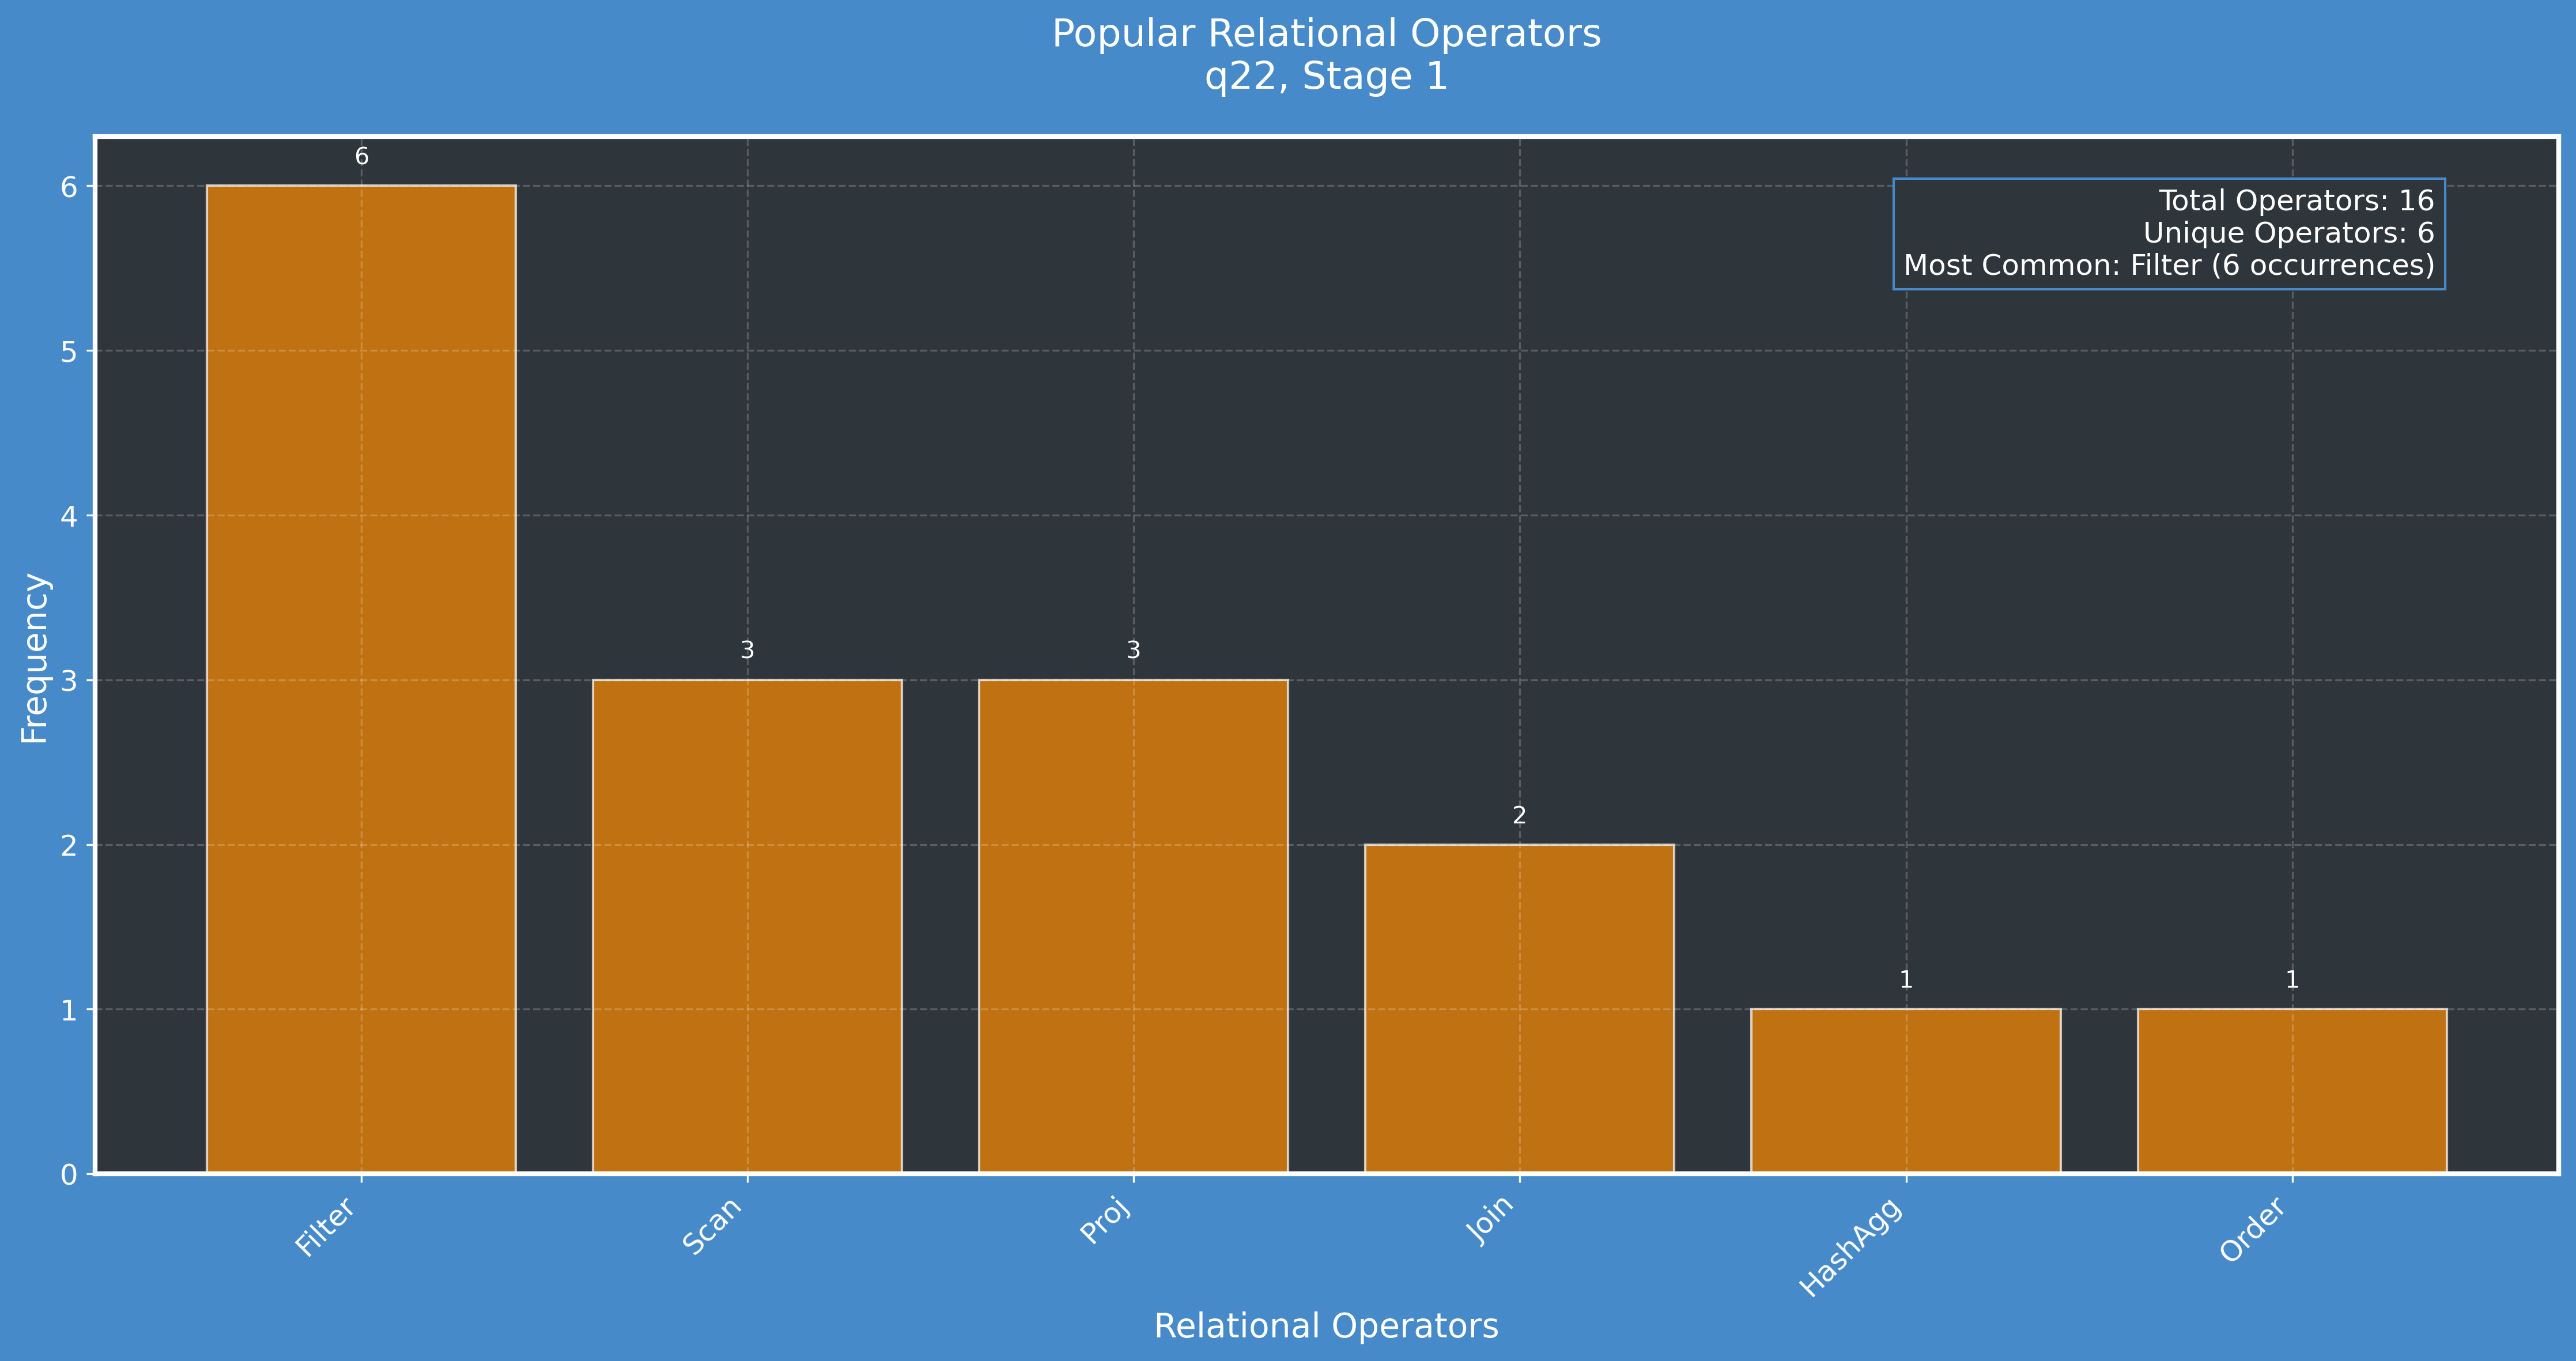 Popular Relational Operators
q22, Stage 1
Total Operators: 16
Unique Operators: 6
Most Common: Filter (6 occurrences)
Frequency
6
5
4
3
2
1
0
6
3
3
2
1
1
Filter
Scan
Proj
Join
HashAgg
Order
Relational Operators